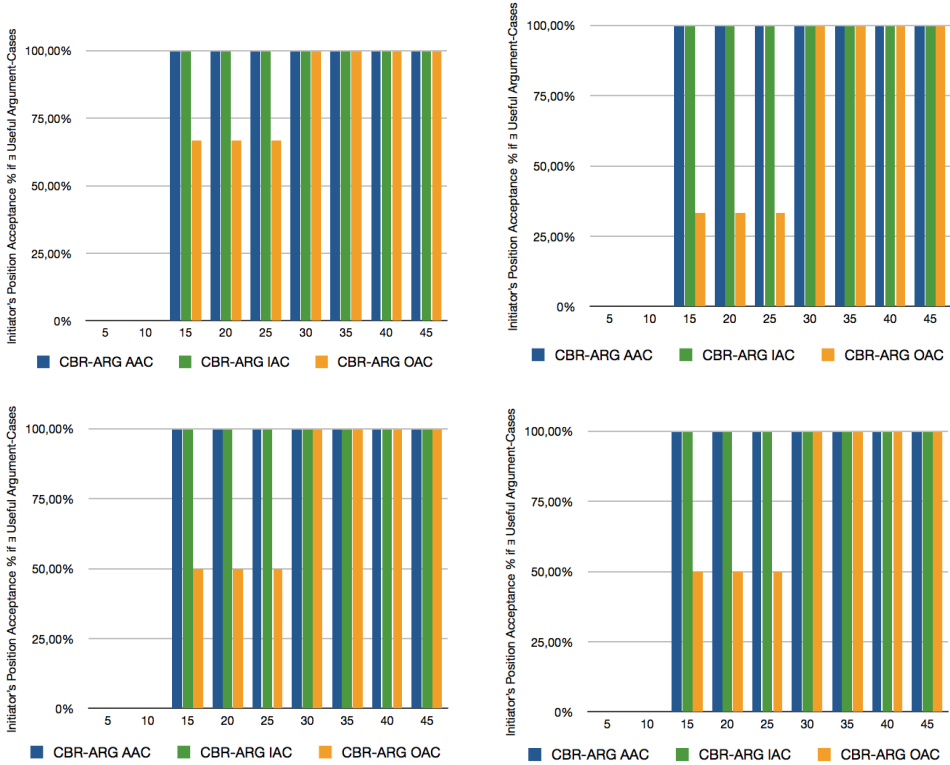 Initiator's Position Acceptance % if ∃ Useful Argument-Cases
100,00%
75,00%
50,00%
25,00%
0%
5 10 15 20 25 30 35 40 45
CBR-ARG AAC CBR-ARG IAC CBR-ARG OAC
Initiator's Position Acceptance % if ∃ Useful Argument-Cases
100,00%
75,00%
50,00%
25,00%
0%
5 10 15 20 25 30 35 40 45
CBR-ARG AAC CBR-ARG IAC CBR-ARG OAC
Initiator's Position Acceptance % if ∃ Useful Argument-Cases
100,00%
75,00%
50,00%
25,00%
0%
5 10 15 20 25 30 35 40 45
CBR-ARG AAC CBR-ARG IAC CBR-ARG OAC
Initiator's Position Acceptance % if ∃ Useful Argument-Cases
100,00%
75,00%
50,00%
25,00%
0%
5 10 15 20 25 30 35 40 45
CBR-ARG AAC CBR-ARG IAC CBR-ARG OAC